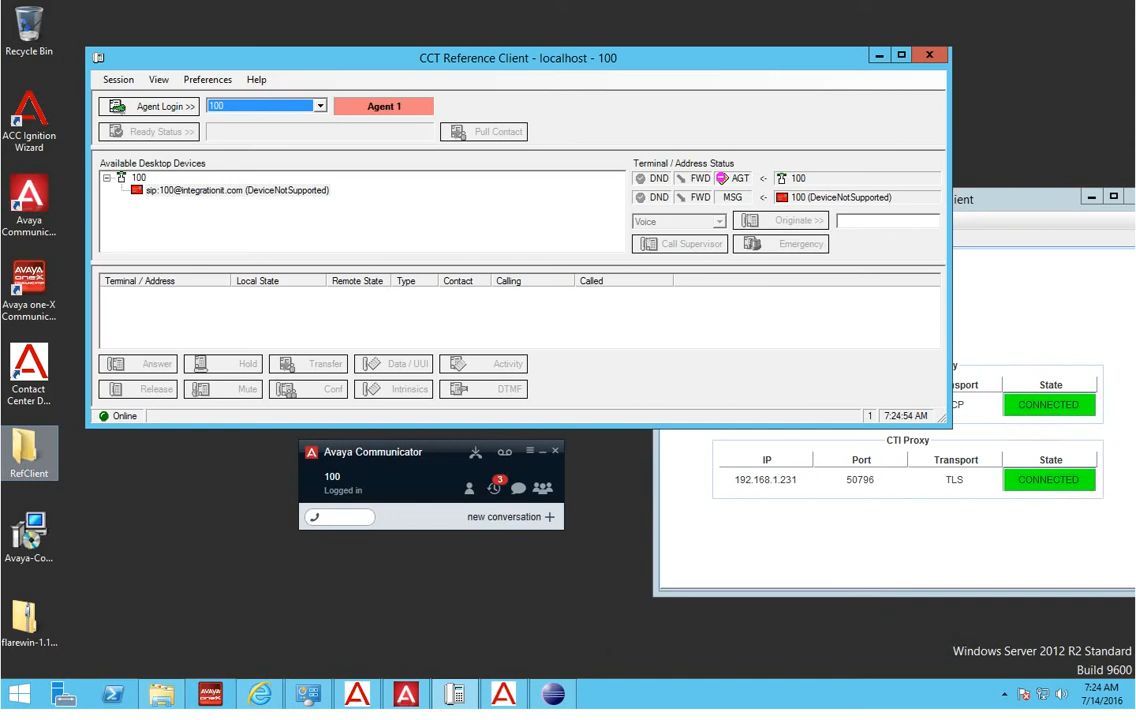 Recycle Bin
ACC Ignition
Wizard
Avaya
Communic...
AVAYA
one-X
Avaya one-X
Communic...
Contact
Center D...
RefClient
Avaya-Co...
flarewin-1.1...
CCT Reference Client - localhost - 100
Session View Preferences Help
Agent Login >> 100 Agent 1
Ready Status >> Pull Contact
Available Desktop Devices
100
sip:100@integrationit.com (DeviceNotSupported)
Terminal / Address Status
DND FWD AGT <- 100
DND FWD MSG <- 100 (DeviceNotSupported)
Voice Originate >>
Call Supervisor Emergency
Terminal / Address Local State Remote State Type Contact Calling Called
Answer Hold Transfer Data / UUI Activity
Release Mute Conf Intrinsics DTMF
Online 1 7:24:54 AM
ient
y
sport State
CP CONNECTED
CTI Proxy
IP Port Transport State
192.168.1.231 50796 TLS CONNECTED
Avaya Communicator
100
Logged in
3
new conversation +
Windows Server 2012 R2 Standard
Build 9600
7:24 AM
7/14/2016